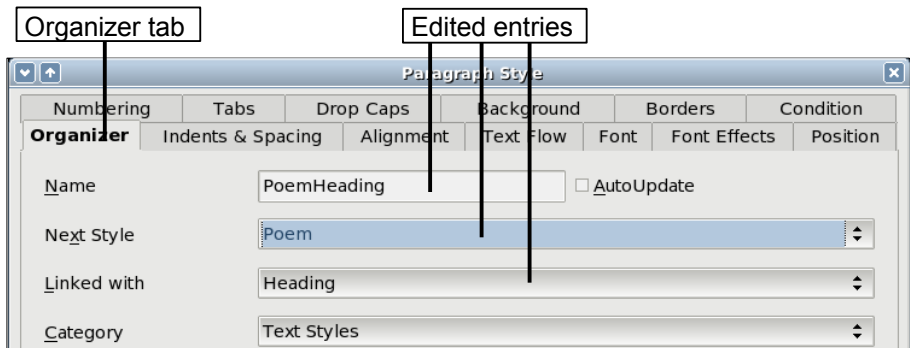 Organizer tab Edited entries
Paragraph Style
Numbering Tabs Drop Caps Background Borders Condition
Organizer Indents & Spacing Alignment Text Flow Font Font Effects Position
Name PoemHeading AutoUpdate
Next Style Poem
Linked with Heading
Category Text Styles